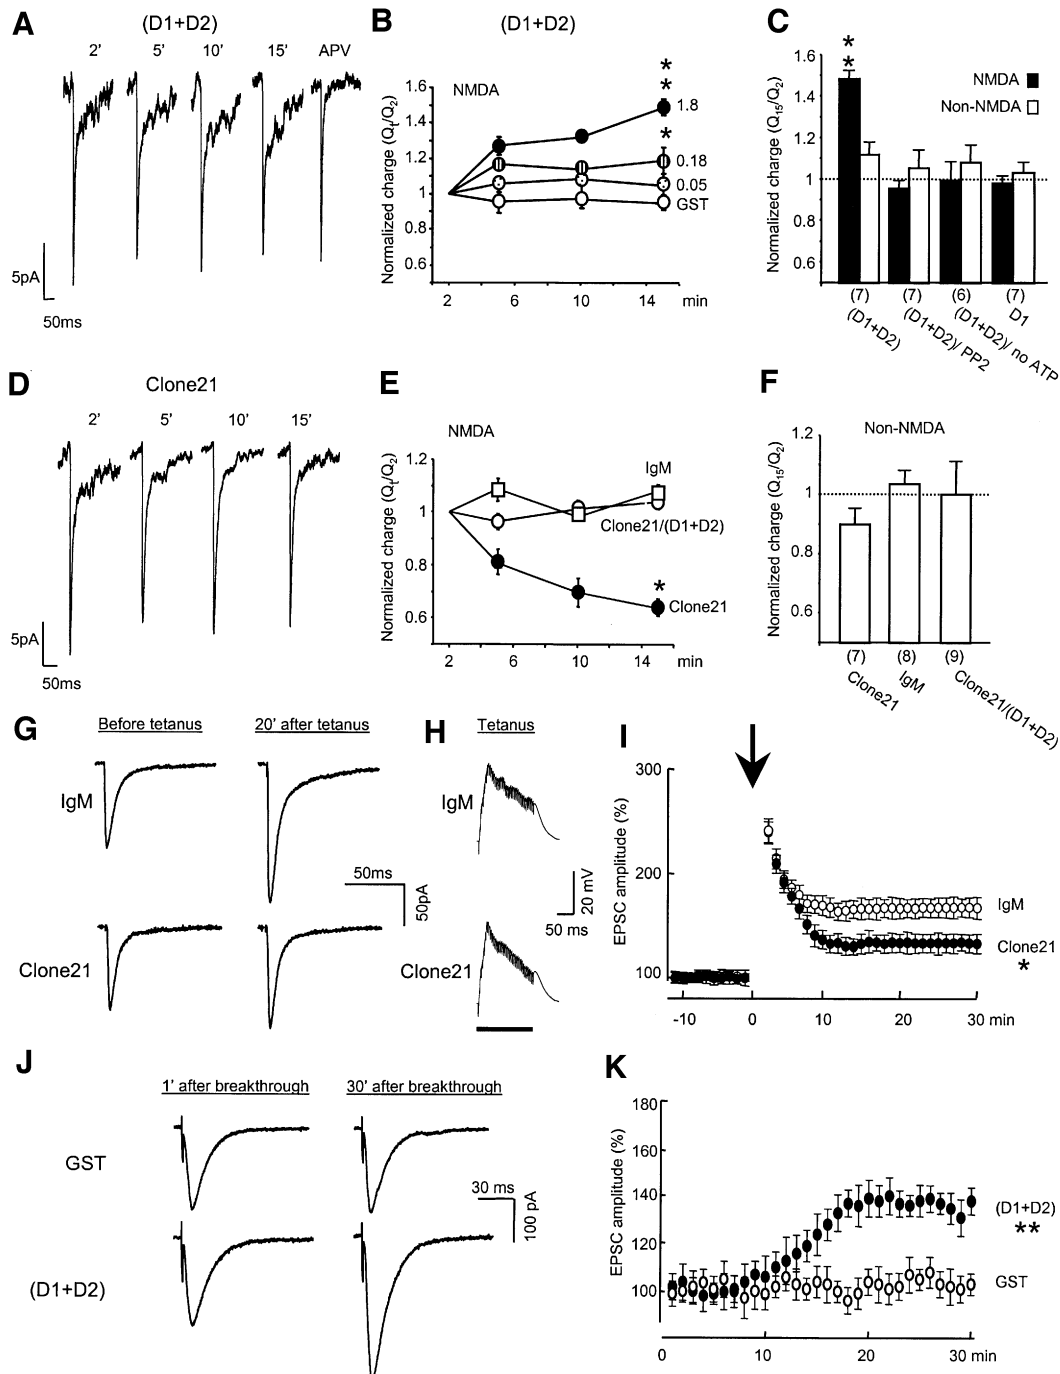 A
(D1+D2)
2' 5' 10' 15' APV
5pA
50ms
B
(D1+D2)
NMDA
Normalized charge (Qt/Q2)
1.6
1.4
1.2
1.0
0.8
0.6
**
1.8
*
0.18
0.05
GST
2 6 10 14 min
C
Normalized charge (Q15/Q2)
1.6
1.4
1.2
1.0
0.8
0.6
**
NMDA
Non-NMDA
(7) (7) (6) (7)
(D1+D2)
(D1+D2)/ PP2
(D1+D2)/ no ATP
D1
D
Clone21
2' 5' 10' 15'
5pA
50ms
E
NMDA
Normalized charge (Qt/Q2)
1.2
1.0
0.8
0.6
IgM
Clone21/(D1+D2)
*
Clone21
2 6 10 14 min
F
Non-NMDA
Normalized charge (Q15/Q2)
1.2
1
0.8
0.6
(7) (8) (9)
Clone21
IgM
Clone21/(D1+D2)
G
Before tetanus
20' after tetanus
IgM
50ms
50pA
Clone21
H
Tetanus
IgM
20 mV
50 ms
Clone21
I
EPSC amplitude (%)
300
200
100
IgM
Clone21
*
-10 0 10 20 30 min
J
1' after breakthrough
30' after breakthrough
GST
30 ms
100 pA
(D1+D2)
K
EPSC amplitude (%)
180
160
140
120
100
(D1+D2)
**
GST
0 10 20 30 min